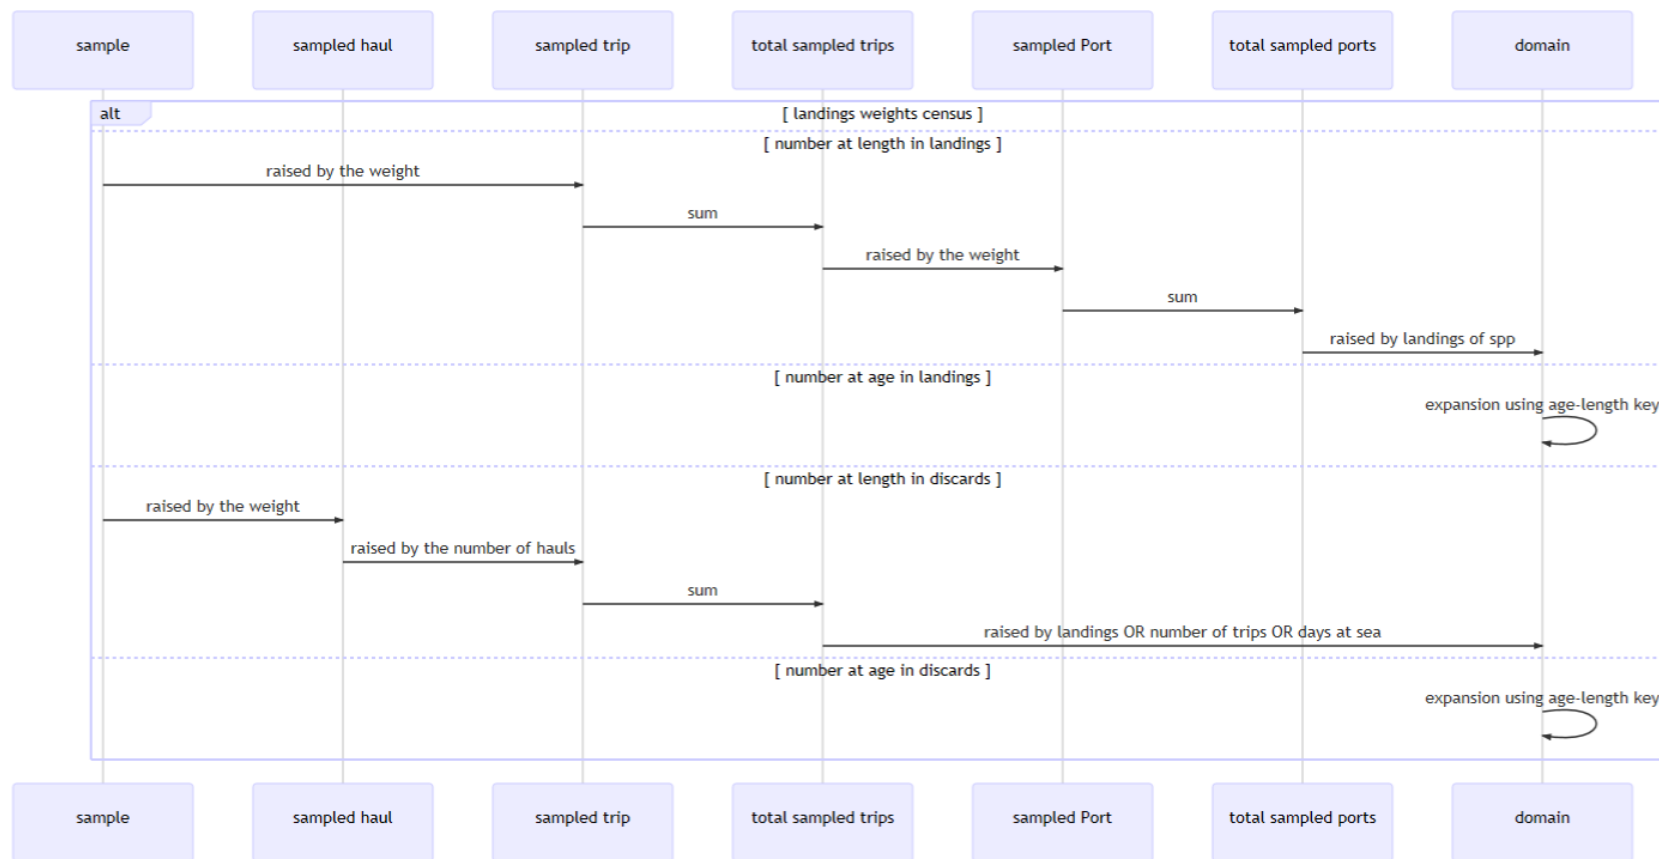 sample
sampled haul
sampled trip
total sampled trips
sampled Port
total sampled ports
domain
alt
[ landings weights census ]
[ number at length in landings ]
raised by the weight
sum
raised by the weight
sum
raised by landings of spp
[ number at age in landings ]
expansion using age-length key
[ number at length in discards ]
raised by the weight
raised by the number of hauls
sum
raised by landings OR number of trips OR days at sea
[ number at age in discards ]
expansion using age-length key
sample
sampled haul
sampled trip
total sampled trips
sampled Port
total sampled ports
domain